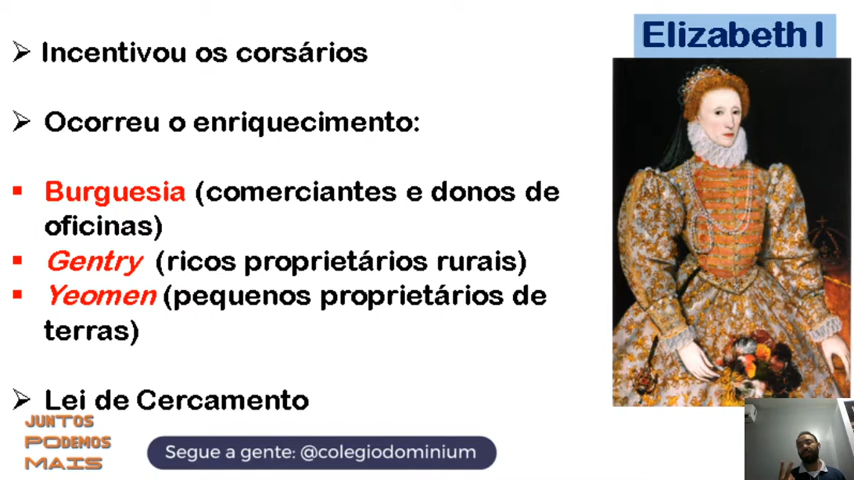 Elizabeth I
➢ Incentivou os corsários
➢ Ocorreu o enriquecimento:
▪ Burguesia (comerciantes e donos de
oficinas)
▪ Gentry (ricos proprietários rurais)
▪ Yeomen (pequenos proprietários de
terras)
➢ Lei de Cercamento
JUNTOS
PODEMOS
MAIS
Segue a gente: @colegiodominium